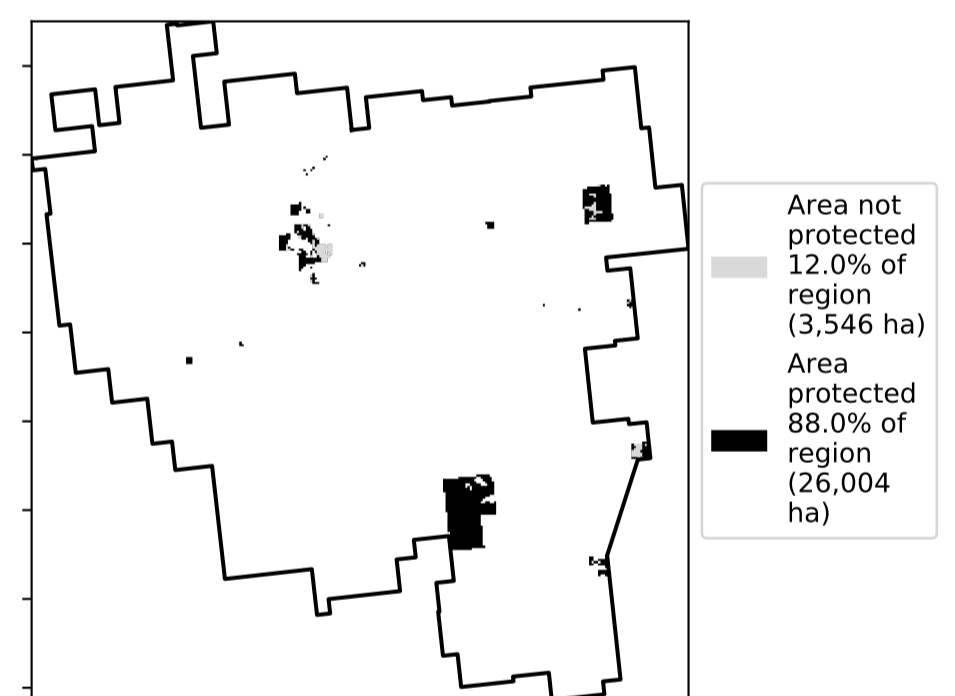 Area not
protected
12.0% of
region
(3,546 ha)
Area
protected
88.0% of
region
(26,004
ha)